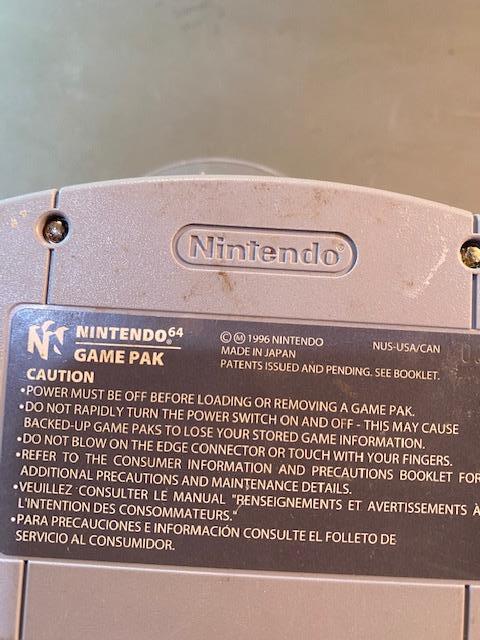 Nintendo®
NINTENDO®64
GAME PAK
© Ⓜ 1996 NINTENDO
MADE IN JAPAN
NUS-USA/CAN
PATENTS ISSUED AND PENDING. SEE BOOKLET.
CAUTION
•POWER MUST BE OFF BEFORE LOADING OR REMOVING A GAME PAK.
•DO NOT RAPIDLY TURN THE POWER SWITCH ON AND OFF - THIS MAY CAUSE
BACKED-UP GAME PAKS TO LOSE YOUR STORED GAME INFORMATION.
•DO NOT BLOW ON THE EDGE CONNECTOR OR TOUCH WITH YOUR FINGERS.
•REFER TO THE CONSUMER INFORMATION AND PRECAUTIONS BOOKLET FOR
ADDITIONAL PRECAUTIONS AND MAINTENANCE DETAILS.
•VEUILLEZ CONSULTER LE MANUAL "RENSEIGNEMENTS ET AVERTISSEMENTS À
L'INTENTION DES CONSOMMATEURS."
•PARA PRECAUCIONES E INFORMACIÓN CONSULTE EL FOLLETO DE
SERVICIO AL CONSUMIDOR.